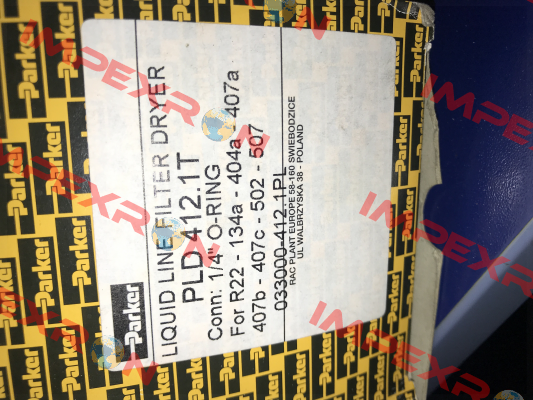 Parker
LIQUID LINE FILTER DRYER
PLD-412.1T
Conn: 1/4" O-RING
For R22 - 134a - 404a - 407a
407b - 407c - 502 - 507
033000-412.1PL
RAC PLANT EUROPE 58-160 SWIEBODZICE
UL WALBRZYSKA 38 - POLAND